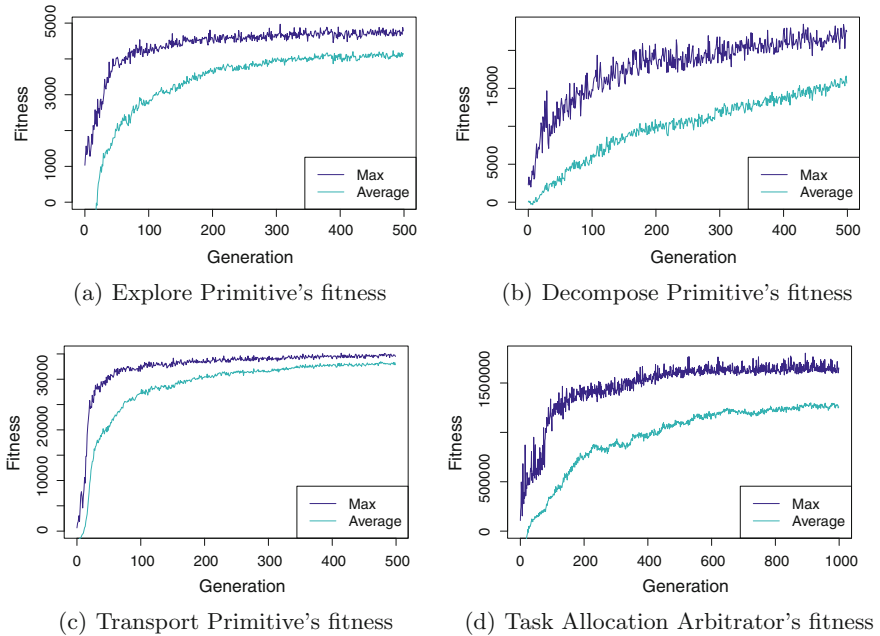 Fitness
0 1000 3000 5000
Max
Average
0 100 200 300 400 500
Generation
(a) Explore Primitive's fitness
Fitness
0 5000 15000
Max
Average
0 100 200 300 400 500
Generation
(b) Decompose Primitive's fitness
Fitness
0 10000 20000 30000
Max
Average
0 100 200 300 400 500
Generation
(c) Transport Primitive's fitness
Fitness
0 500000 1500000
Max
Average
0 200 400 600 800 1000
Generation
(d) Task Allocation Arbitrator's fitness